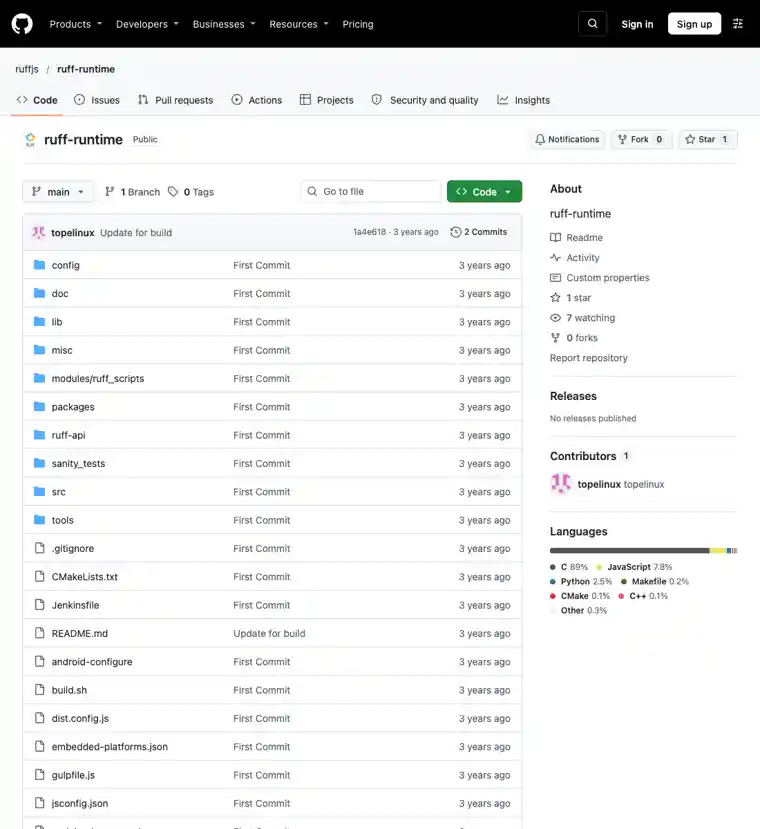 Products Developers Businesses Resources Pricing Sign in Sign up
ruffjs / ruff-runtime
Code Issues Pull requests Actions Projects Security and quality Insights
ruff-runtime Public Notifications Fork 0 Star 1
main 1 Branch 0 Tags Go to file Code
topelinux Update for build 1a4e618 · 3 years ago 2 Commits
config First Commit 3 years ago
doc First Commit 3 years ago
lib First Commit 3 years ago
misc First Commit 3 years ago
modules/ruff_scripts First Commit 3 years ago
packages First Commit 3 years ago
ruff-api First Commit 3 years ago
sanity_tests First Commit 3 years ago
src First Commit 3 years ago
tools First Commit 3 years ago
.gitignore First Commit 3 years ago
CMakeLists.txt First Commit 3 years ago
Jenkinsfile First Commit 3 years ago
README.md Update for build 3 years ago
android-configure First Commit 3 years ago
build.sh First Commit 3 years ago
dist.config.js First Commit 3 years ago
embedded-platforms.json First Commit 3 years ago
gulpfile.js First Commit 3 years ago
jsconfig.json First Commit 3 years ago
About
ruff-runtime
Readme
Activity
Custom properties
1 star
7 watching
0 forks
Report repository
Releases
No releases published
Contributors 1
topelinux topelinux
Languages
C 89% JavaScript 7.8%
Python 2.5% Makefile 0.2%
CMake 0.1% C++ 0.1%
Other 0.3%